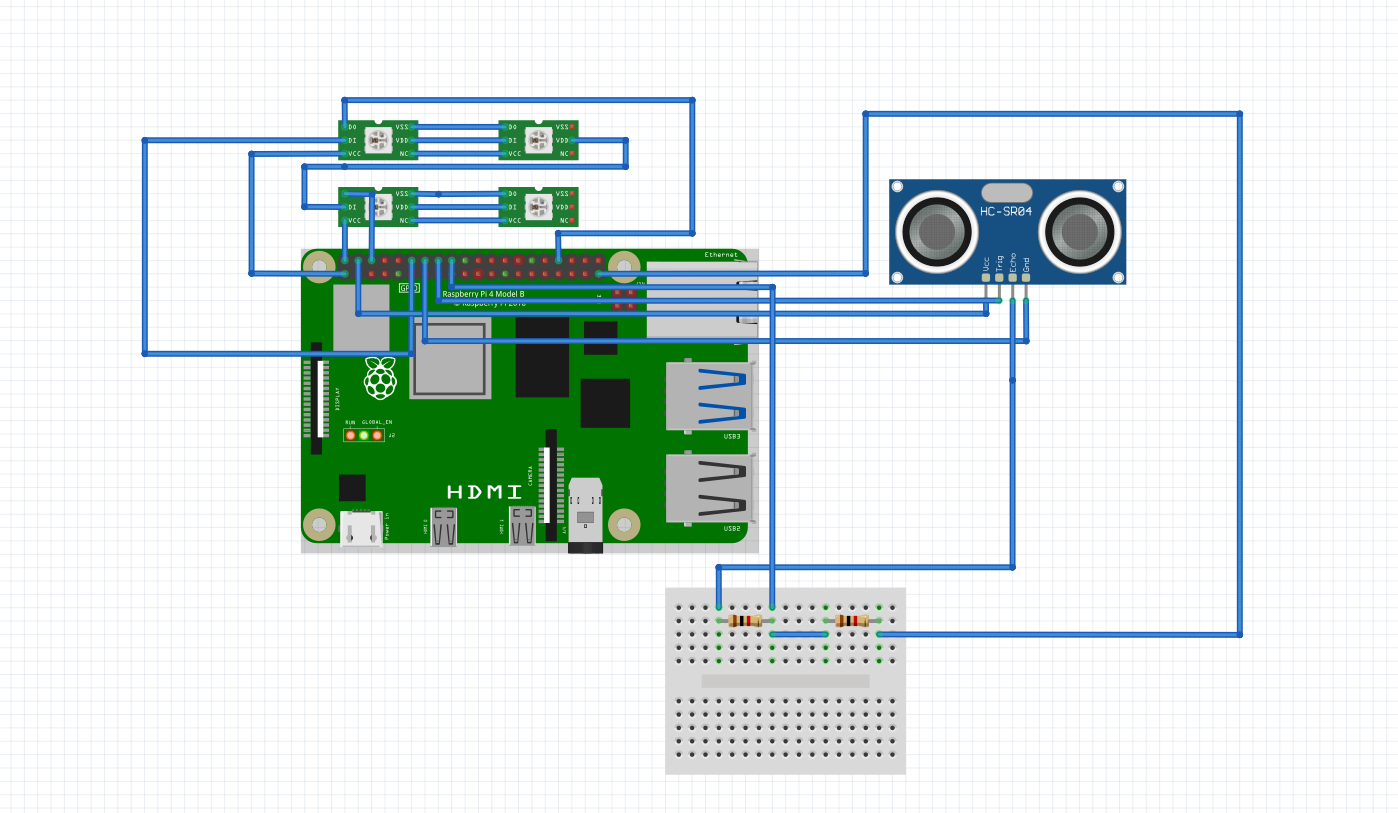 DO
VSS
DI
VDD
VCC
NC
DO
VSS
DI
VDD
VCC
NC
VSS
DI
VDD
VCC
NC
DO
VSS
DI
VDD
VCC
NC
HC-SR04
Vcc
Trig
Echo
Gnd
Ethernet
GPIO
Raspberry Pi 4 Model B
© Raspberry Pi 2018
DISPLAY
RUN
GLOBAL_EN
J2
USB3
CAMERA
HDMI
Power in
HDMI 0
HDMI 1
A/V
USB2